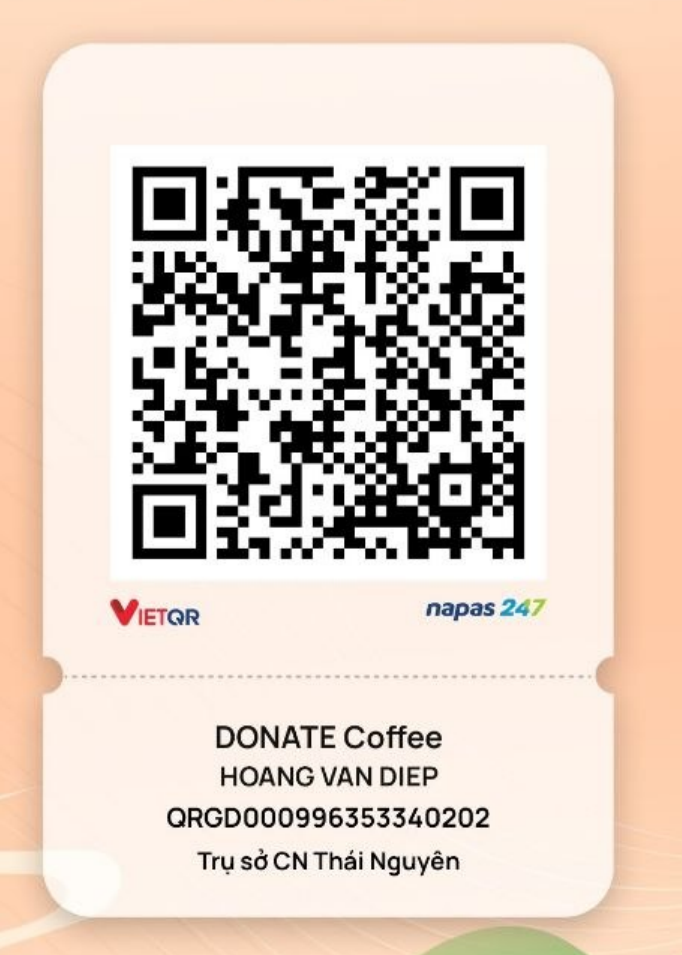 VIETQR
napas 247
DONATE Coffee
HOANG VAN DIEP
QRGD000996353340202
Trụ sở CN Thái Nguyên